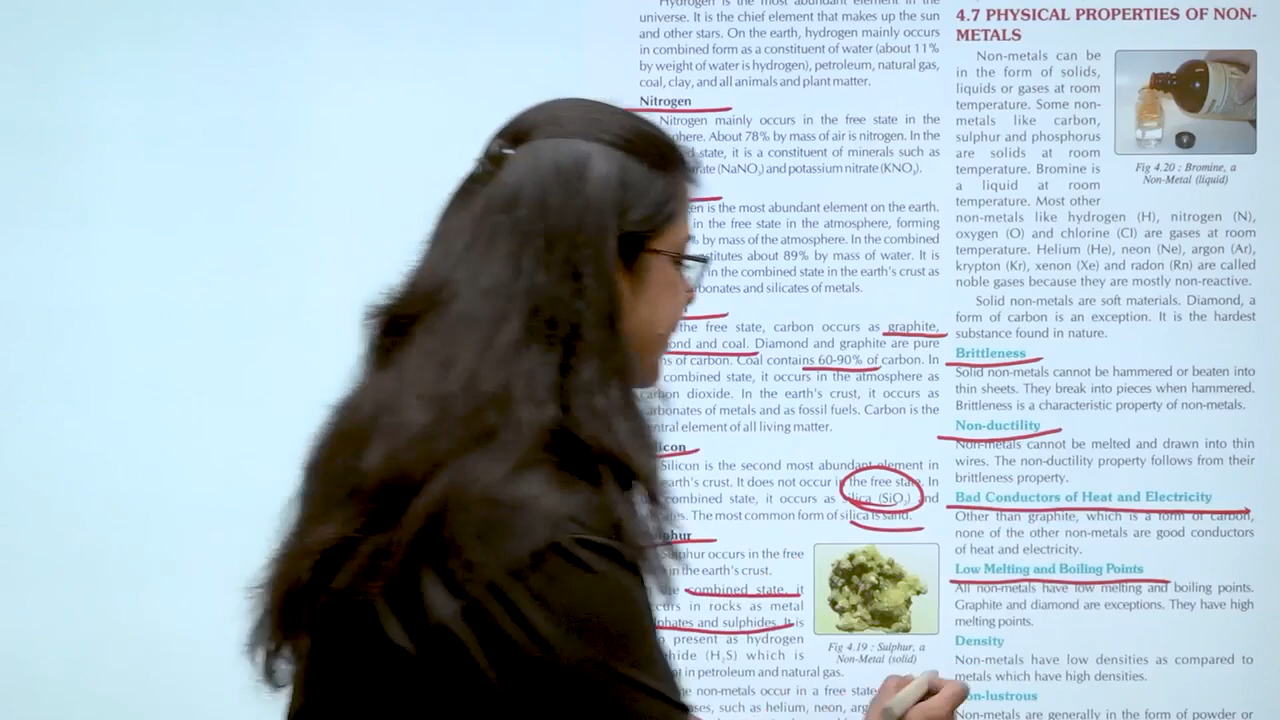 Hydrogen is the most abundant element in the
universe. It is the chief element that makes up the sun
and other stars. On the earth, hydrogen mainly occurs
in combined form as a constituent of water (about 11%
by weight of water is hydrogen), petroleum, natural gas,
coal, clay, and all animals and plant matter.
Nitrogen
Nitrogen mainly occurs in the free state in the
About 78% by mass of air is nitrogen. In the
state, it is a constituent of minerals such as
(NaNO₃) and potassium nitrate (KNO₃).
is the most abundant element on the earth.
in the free state in the atmosphere, forming
by mass of the atmosphere. In the combined
about 89% by mass of water. It is
in the combined state in the earth's crust as
and silicates of metals.
the free state, carbon occurs as graphite,
and coal. Diamond and graphite are pure
of carbon. Coal contains 60-90% of carbon. In
combined state, it occurs in the atmosphere as
carbon dioxide. In the earth's crust, it occurs as
carbonates of metals and as fossil fuels. Carbon is the
element of all living matter.
Silicon is the second most abundant element in
earth's crust. It does not occur in the free state. In
combined state, it occurs as silica (SiO₂) and
The most common form of silica is sand.
Sulphur occurs in the free
in the earth's crust.
combined state, it
in rocks as metal
and sulphides. It is
present as hydrogen
(H₂S) which is
in petroleum and natural gas.
non-metals occur in a free state
such as helium, neon,
Fig 4.19 : Sulphur, a
Non-Metal (solid)
4.7 PHYSICAL PROPERTIES OF NON-
METALS
Non-metals can be
in the form of solids,
liquids or gases at room
temperature. Some non-
metals like carbon,
sulphur and phosphorus
are solids at room
temperature. Bromine is
a liquid at room
temperature. Most other
non-metals like hydrogen (H), nitrogen (N),
oxygen (O) and chlorine (Cl) are gases at room
temperature. Helium (He), neon (Ne), argon (Ar),
krypton (Kr), xenon (Xe) and radon (Rn) are called
noble gases because they are mostly non-reactive.
Fig 4.20 : Bromine, a
Non-Metal (liquid)
Solid non-metals are soft materials. Diamond, a
form of carbon is an exception. It is the hardest
substance found in nature.
Brittleness
Solid non-metals cannot be hammered or beaten into
thin sheets. They break into pieces when hammered.
Brittleness is a characteristic property of non-metals.
Non-ductility
Non-metals cannot be melted and drawn into thin
wires. The non-ductility property follows from their
brittleness property.
Bad Conductors of Heat and Electricity
Other than graphite, which is a form of carbon,
none of the other non-metals are good conductors
of heat and electricity.
Low Melting and Boiling Points
All non-metals have low melting and boiling points.
Graphite and diamond are exceptions. They have high
melting points.
Density
Non-metals have low densities as compared to
metals which have high densities.
Non-lustrous
Non-metals are generally in the form of powder or